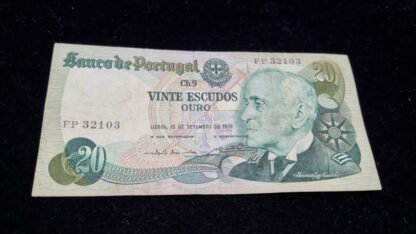 Banco de Portugal
FP 32103
20
Ch.9
VINTE ESCUDOS
OURO
FP 32103
LISBOA, 13 DE SETEMBRO DE 1978
20